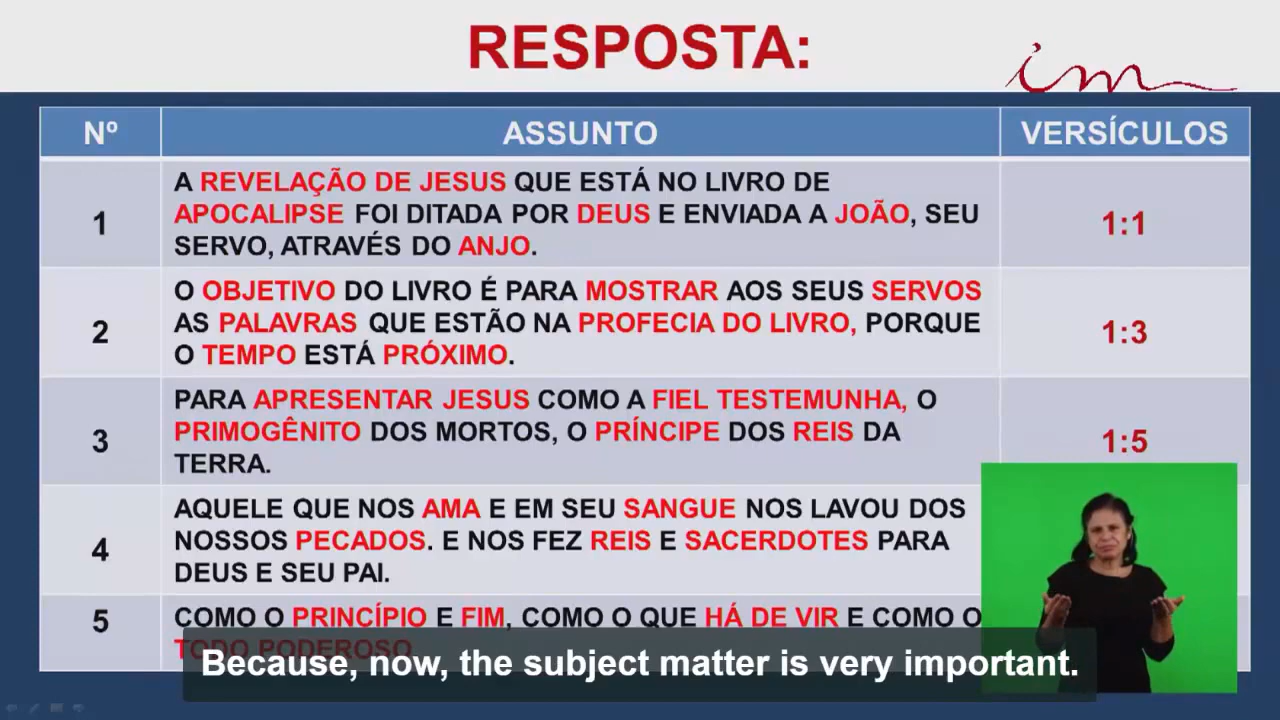 RESPOSTA:
im
Nº ASSUNTO VERSÍCULOS
1
A REVELAÇÃO DE JESUS QUE ESTÁ NO LIVRO DE
APOCALIPSE FOI DITADA POR DEUS E ENVIADA A JOÃO, SEU
SERVO, ATRAVÉS DO ANJO.
1:1
2
O OBJETIVO DO LIVRO É PARA MOSTRAR AOS SEUS SERVOS
AS PALAVRAS QUE ESTÃO NA PROFECIA DO LIVRO, PORQUE
O TEMPO ESTÁ PRÓXIMO.
1:3
3
PARA APRESENTAR JESUS COMO A FIEL TESTEMUNHA, O
PRIMOGÊNITO DOS MORTOS, O PRÍNCIPE DOS REIS DA
TERRA.
1:5
4
AQUELE QUE NOS AMA E EM SEU SANGUE NOS LAVOU DOS
NOSSOS PECADOS. E NOS FEZ REIS E SACERDOTES PARA
DEUS E SEU PAI.
5
COMO O PRINCÍPIO E FIM, COMO O QUE HÁ DE VIR E COMO O
TODO PODEROSO
Because, now, the subject matter is very important.